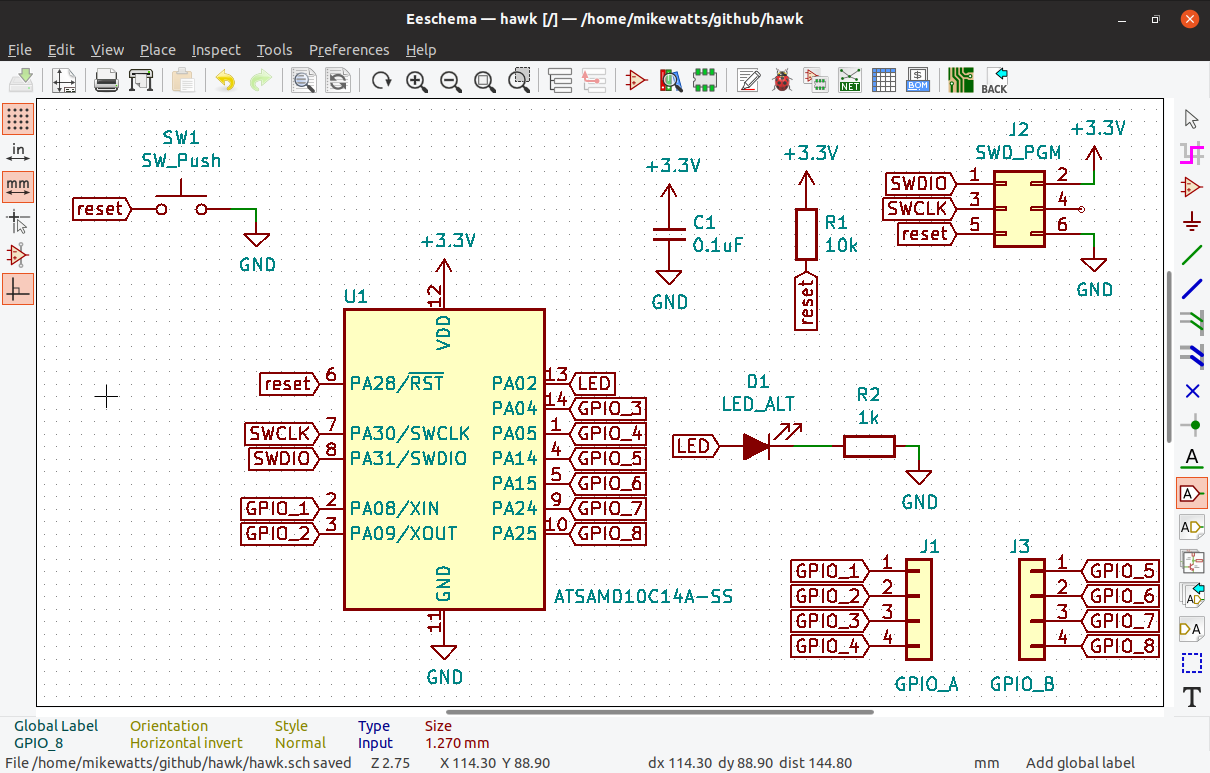 Eeschema — hawk [/] — /home/mikewatts/github/hawk
File Edit View Place Inspect Tools Preferences Help
NET
BOM
BACK
in
mm
SW1
SW_Push
reset
GND
+3.3V
12
U1
VDD
reset 6 PA28/RST
SWCLK 7 PA30/SWCLK
SWDIO 8 PA31/SWDIO
GPIO_1 2 PA08/XIN
GPIO_2 3 PA09/XOUT
PA02 13 LED
PA04 14 GPIO_3
PA05 1 GPIO_4
PA14 4 GPIO_5
PA15 5 GPIO_6
PA24 9 GPIO_7
PA25 10 GPIO_8
GND
11
GND
ATSAMD10C14A-SS
+3.3V
C1
0.1uF
GND
+3.3V
R1
10k
reset
J2
SWD_PGM
+3.3V
SWDIO 1 2
SWCLK 3 4
reset 5 6
GND
D1
LED_ALT
LED
R2
1k
GND
J1
GPIO_1 1
GPIO_2 2
GPIO_3 3
GPIO_4 4
GPIO_A
J3
1 GPIO_5
2 GPIO_6
3 GPIO_7
4 GPIO_8
GPIO_B
A
A
AD
AD
DA
T
Global Label Orientation Style Type Size
GPIO_8 Horizontal invert Normal Input 1.270 mm
File /home/mikewatts/github/hawk/hawk.sch saved Z 2.75 X 114.30 Y 88.90 dx 114.30 dy 88.90 dist 144.80 mm Add global label